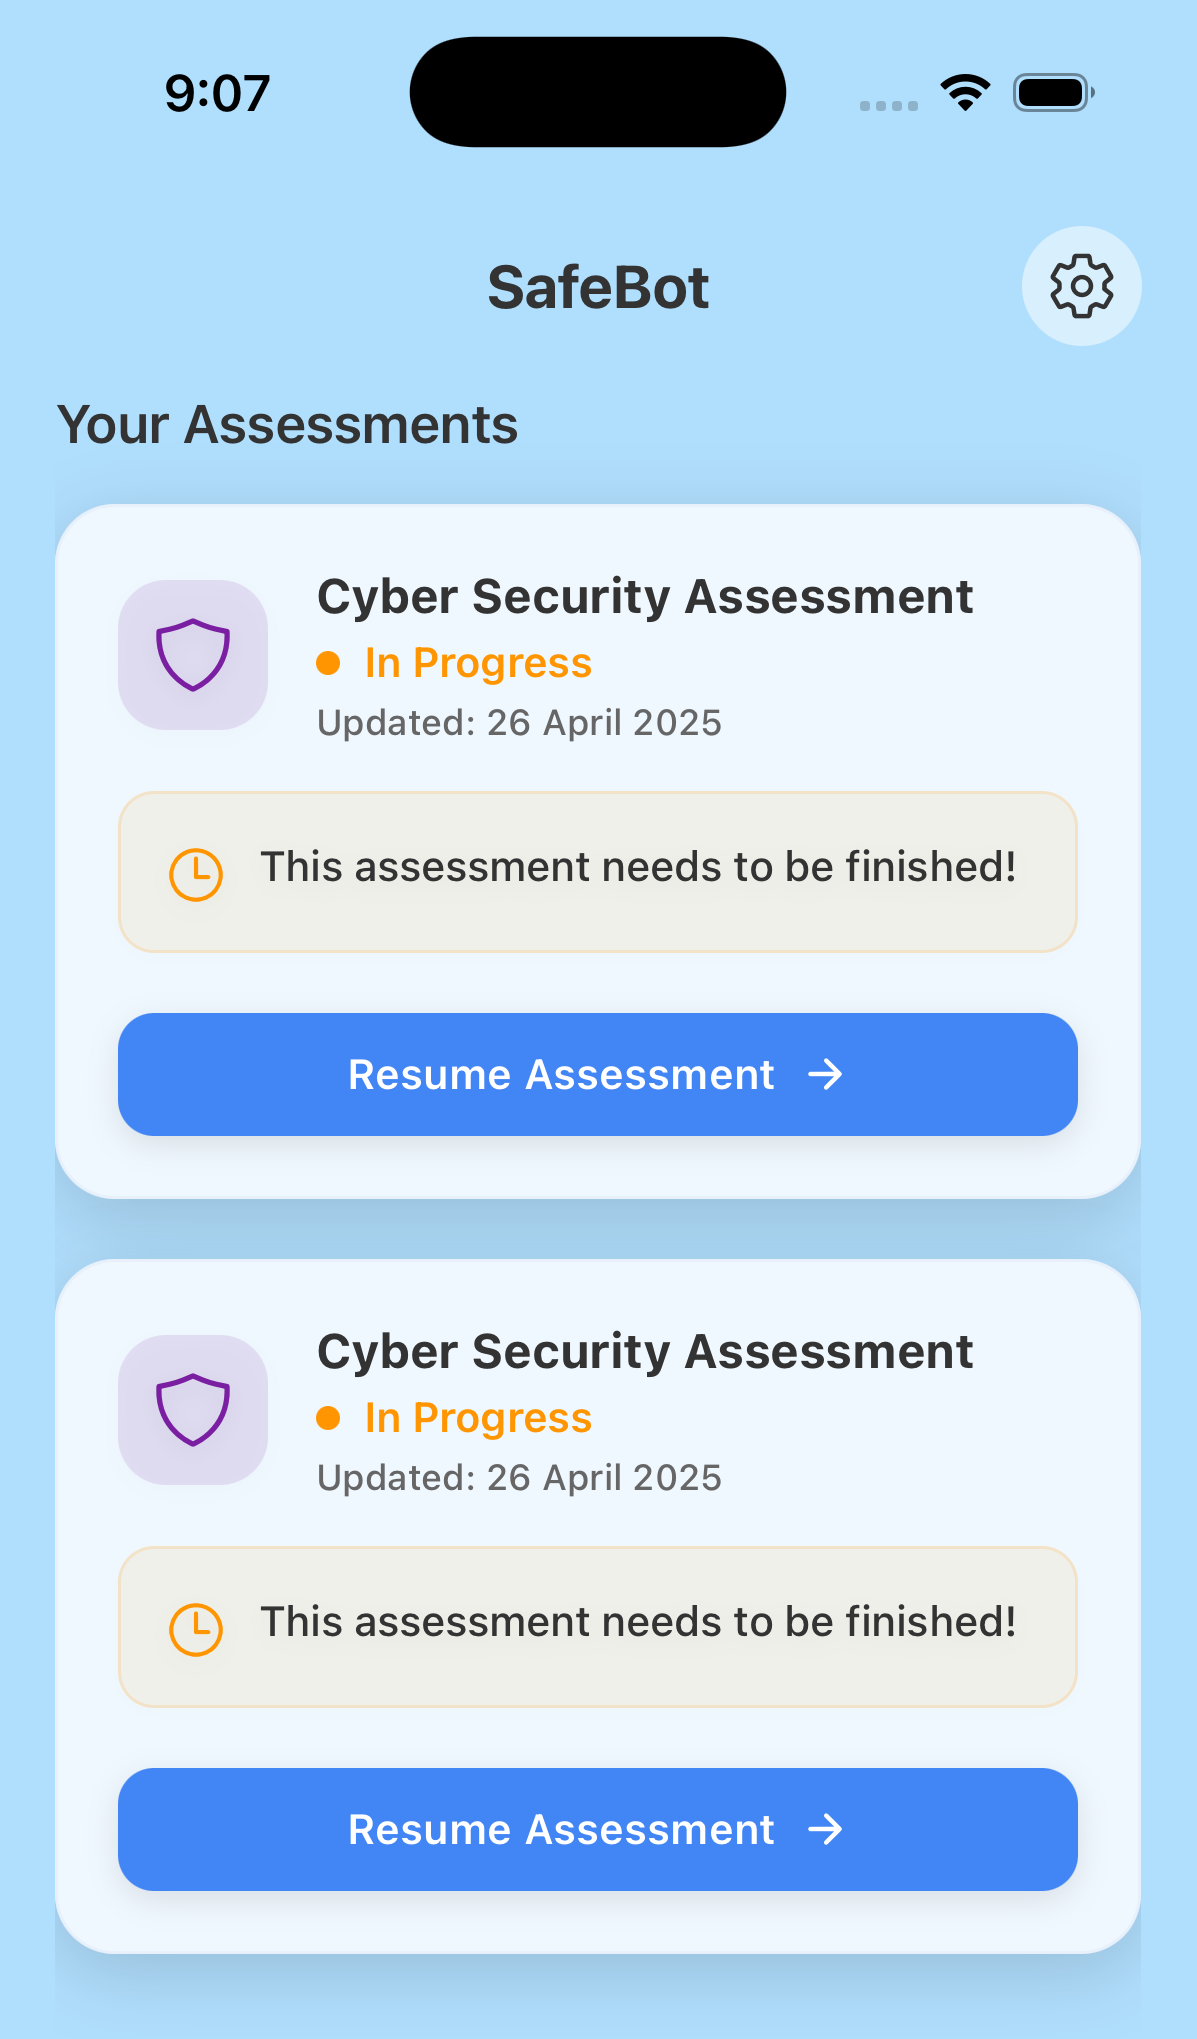 9:07
SafeBot
Your Assessments
Cyber Security Assessment
In Progress
Updated: 26 April 2025
This assessment needs to be finished!
Resume Assessment →
Cyber Security Assessment
In Progress
Updated: 26 April 2025
This assessment needs to be finished!
Resume Assessment →